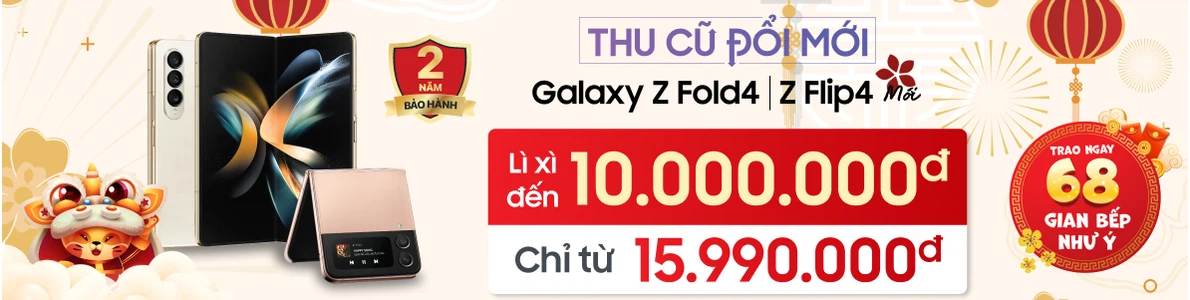 2
NĂM
BẢO HÀNH
THU CŨ ĐỔI MỚI
Galaxy Z Fold4 | Z Flip4 Mới
Lì xì
đến 10.000.000đ
Chỉ từ 15.990.000đ
TRAO NGAY
68
GIAN BẾP
NHƯ Ý